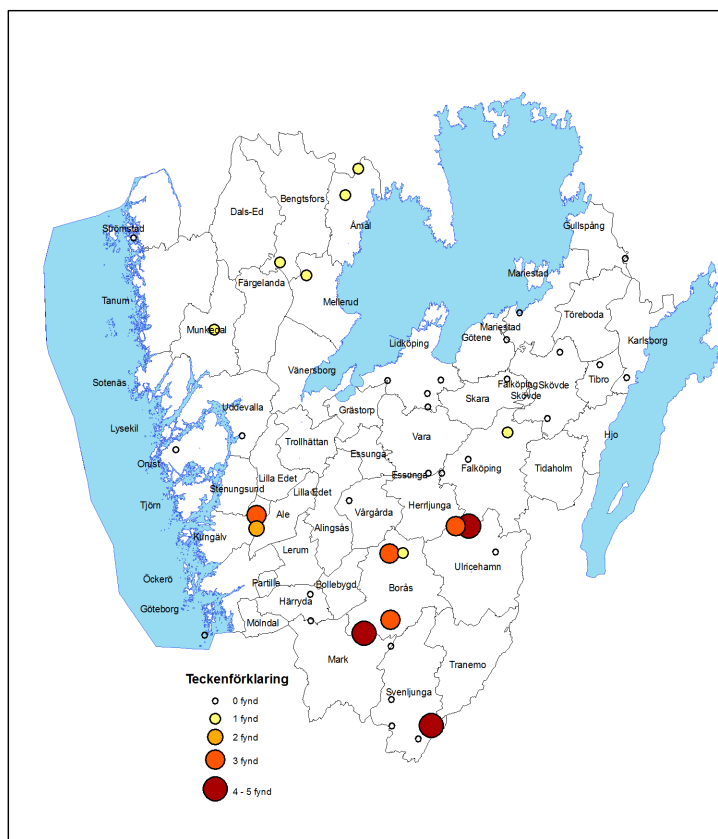 Bengtsfors
Dals-Ed
Åmål
Gullspång
Strömstad
Mariestad
Färgelanda
Tanum
Mellerud
Töreboda
Munkedal
Mariestad
Götene
Karlsborg
Lidköping
Vänersborg
Sotenäs
Falköping
Skövde
Tibro
Skövde
Skara
Uddevalla
Grästorp
Lysekil
Hjo
Trollhättan
Vara
Essunga
Orust
Falköping
Tidaholm
Essunga
Lilla Edet
Stenungsund
Lilla Edet
Tjörn
Herrljunga
Ale
Vårgårda
Alingsås
Kungälv
Lerum
Ulricehamn
Öckerö
Partille
Bollebygd
Borås
Härryda
Göteborg
Mölndal
Mark
Tranemo
Svenljunga
Teckenförklaring
0 fynd
1 fynd
2 fynd
3 fynd
4 - 5 fynd